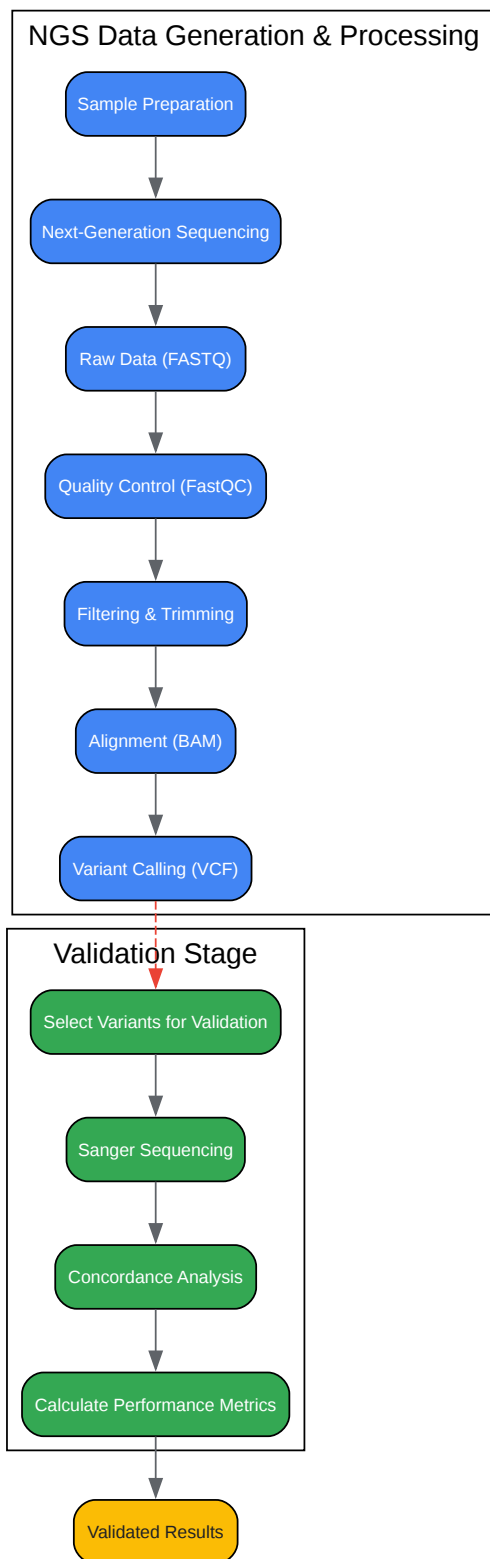 NGS Data Generation & Processing
Sample Preparation
Next-Generation Sequencing
Raw Data (FASTQ)
Quality Control (FastQC)
Filtering & Trimming
Alignment (BAM)
Variant Calling (VCF)
Validation Stage
Select Variants for Validation
Sanger Sequencing
Concordance Analysis
Calculate Performance Metrics
Validated Results